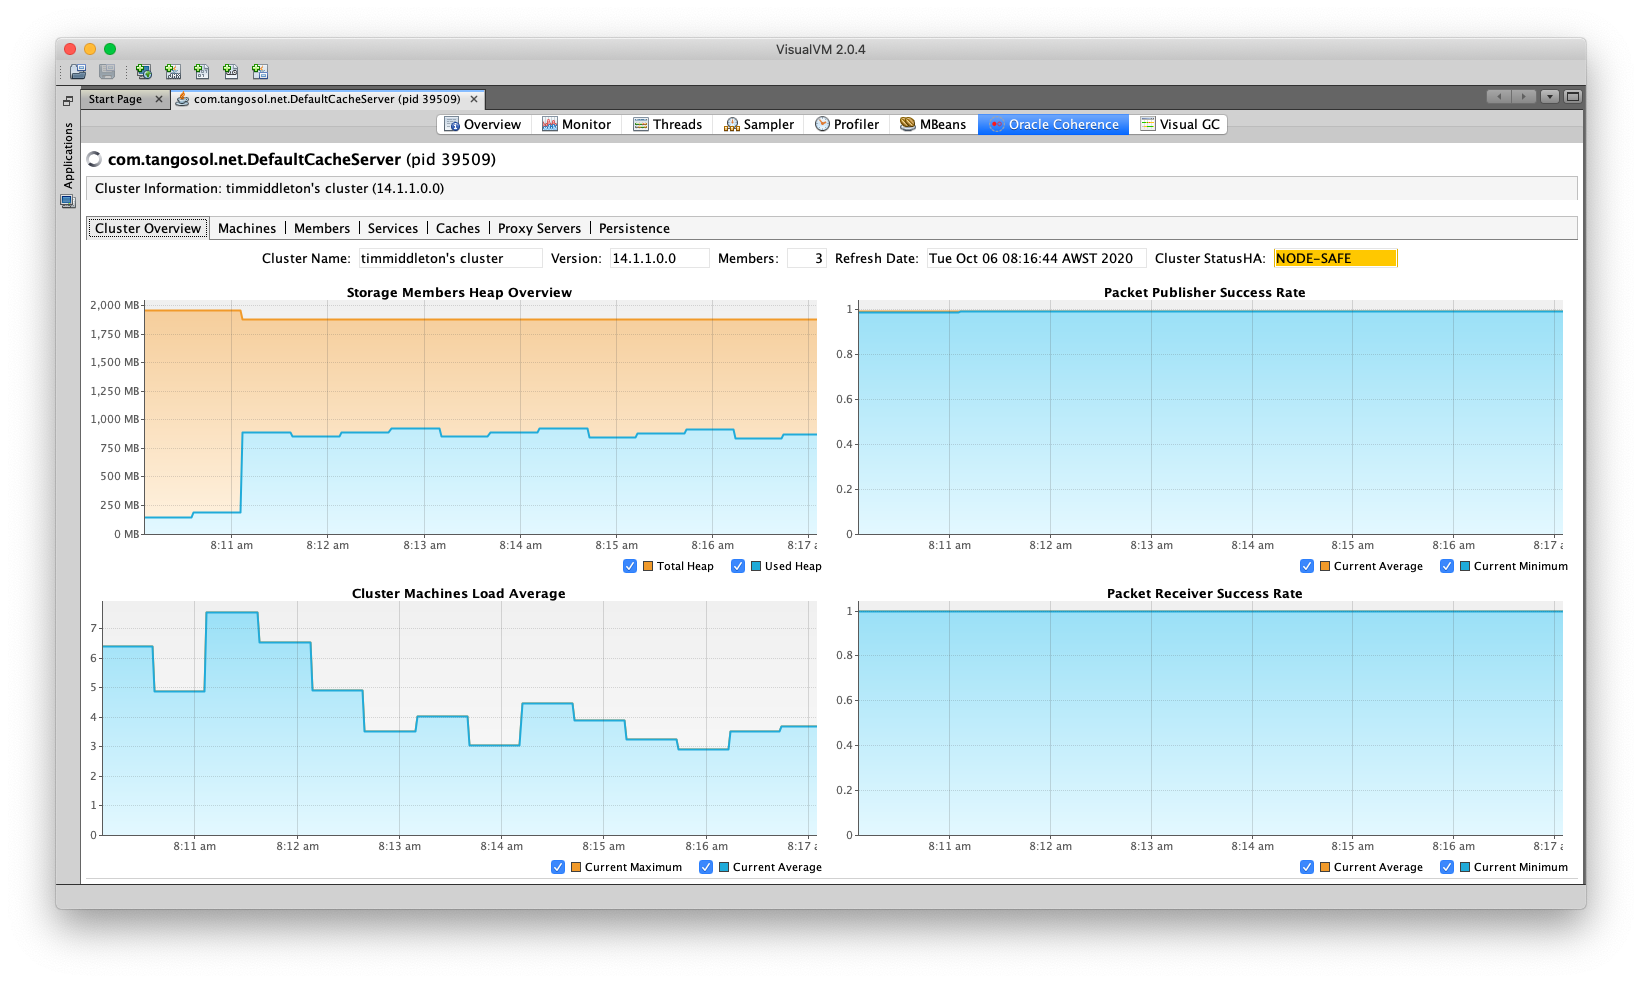 VisualVM 2.0.4
Start Page
com.tangosol.net.DefaultCacheServer (pid 39509)
Applications
Overview
Monitor
Threads
Sampler
Profiler
MBeans
Oracle Coherence
Visual GC
com.tangosol.net.DefaultCacheServer (pid 39509)
Cluster Information: timmiddleton's cluster (14.1.1.0.0)
Cluster Overview
Machines
Members
Services
Caches
Proxy Servers
Persistence
Cluster Name: timmiddleton's cluster Version: 14.1.1.0.0 Members: 3 Refresh Date: Tue Oct 06 08:16:44 AWST 2020 Cluster StatusHA: NODE-SAFE
Storage Members Heap Overview
2,000 MB
1,750 MB
1,500 MB
1,250 MB
1,000 MB
750 MB
500 MB
250 MB
0 MB
8:11 am 8:12 am 8:13 am 8:14 am 8:15 am 8:16 am 8:17 a
Total Heap Used Heap
Packet Publisher Success Rate
1
0.8
0.6
0.4
0.2
0
8:11 am 8:12 am 8:13 am 8:14 am 8:15 am 8:16 am 8:17 a
Current Average Current Minimum
Cluster Machines Load Average
7
6
5
4
3
2
1
0
8:11 am 8:12 am 8:13 am 8:14 am 8:15 am 8:16 am 8:17 a
Current Maximum Current Average
Packet Receiver Success Rate
1
0.8
0.6
0.4
0.2
0
8:11 am 8:12 am 8:13 am 8:14 am 8:15 am 8:16 am 8:17 a
Current Average Current Minimum